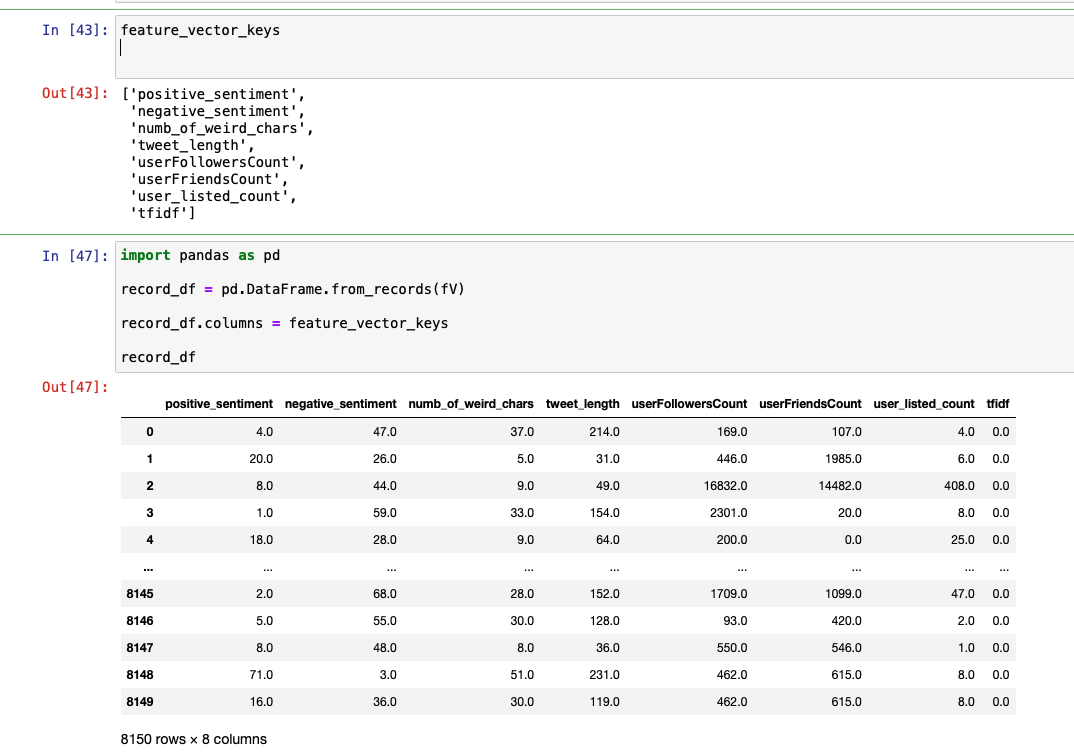 In [43]: feature_vector_keys
Out[43]: ['positive_sentiment',
'negative_sentiment',
'numb_of_weird_chars',
'tweet_length',
'userFollowersCount',
'userFriendsCount',
'user_listed_count',
'tfidf']
In [47]: import pandas as pd
record_df = pd.DataFrame.from_records(fV)
record_df.columns = feature_vector_keys
record_df
Out[47]:
positive_sentiment negative_sentiment numb_of_weird_chars tweet_length userFollowersCount userFriendsCount user_listed_count tfidf
0 4.0 47.0 37.0 214.0 169.0 107.0 4.0 0.0
1 20.0 26.0 5.0 31.0 446.0 1985.0 6.0 0.0
2 8.0 44.0 9.0 49.0 16832.0 14482.0 408.0 0.0
3 1.0 59.0 33.0 154.0 2301.0 20.0 8.0 0.0
4 18.0 28.0 9.0 64.0 200.0 0.0 25.0 0.0
... ... ... ... ... ... ... ... ...
8145 2.0 68.0 28.0 152.0 1709.0 1099.0 47.0 0.0
8146 5.0 55.0 30.0 128.0 93.0 420.0 2.0 0.0
8147 8.0 48.0 8.0 36.0 550.0 546.0 1.0 0.0
8148 71.0 3.0 51.0 231.0 462.0 615.0 8.0 0.0
8149 16.0 36.0 30.0 119.0 462.0 615.0 8.0 0.0
8150 rows × 8 columns